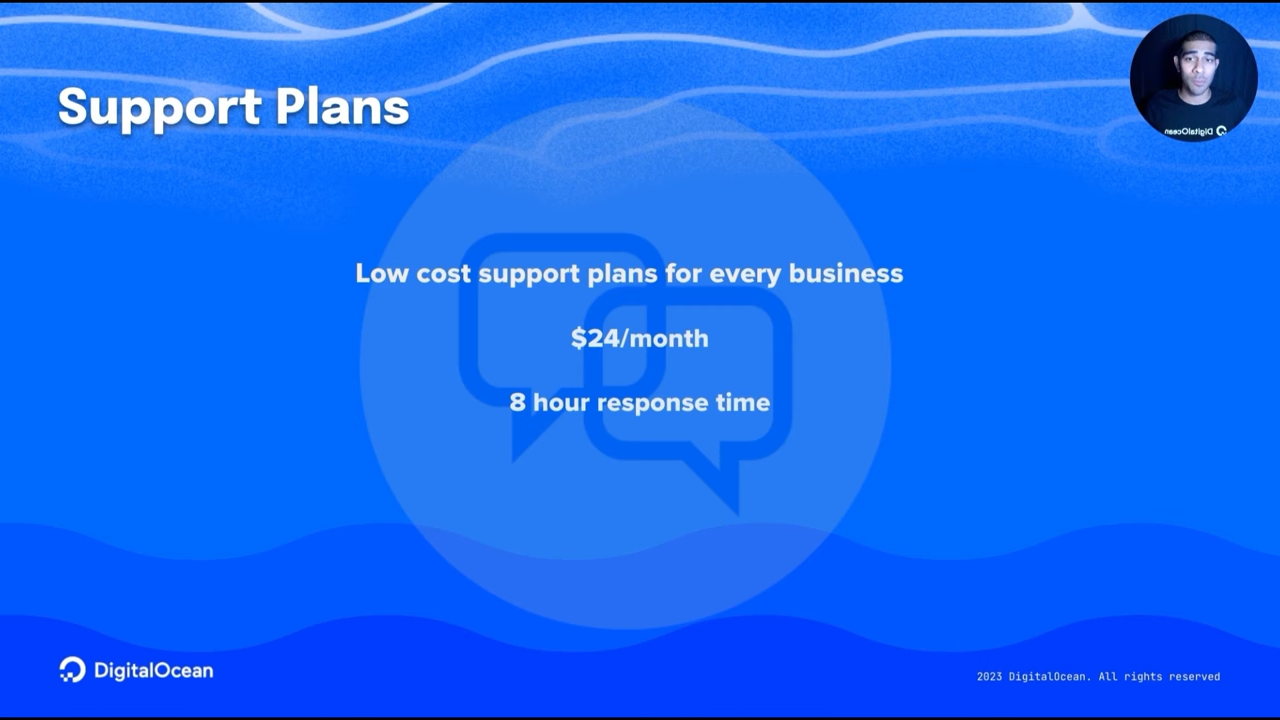 Support Plans
DigitalOcean
Low cost support plans for every business
$24/month
8 hour response time
DigitalOcean
2023 DigitalOcean. All rights reserved